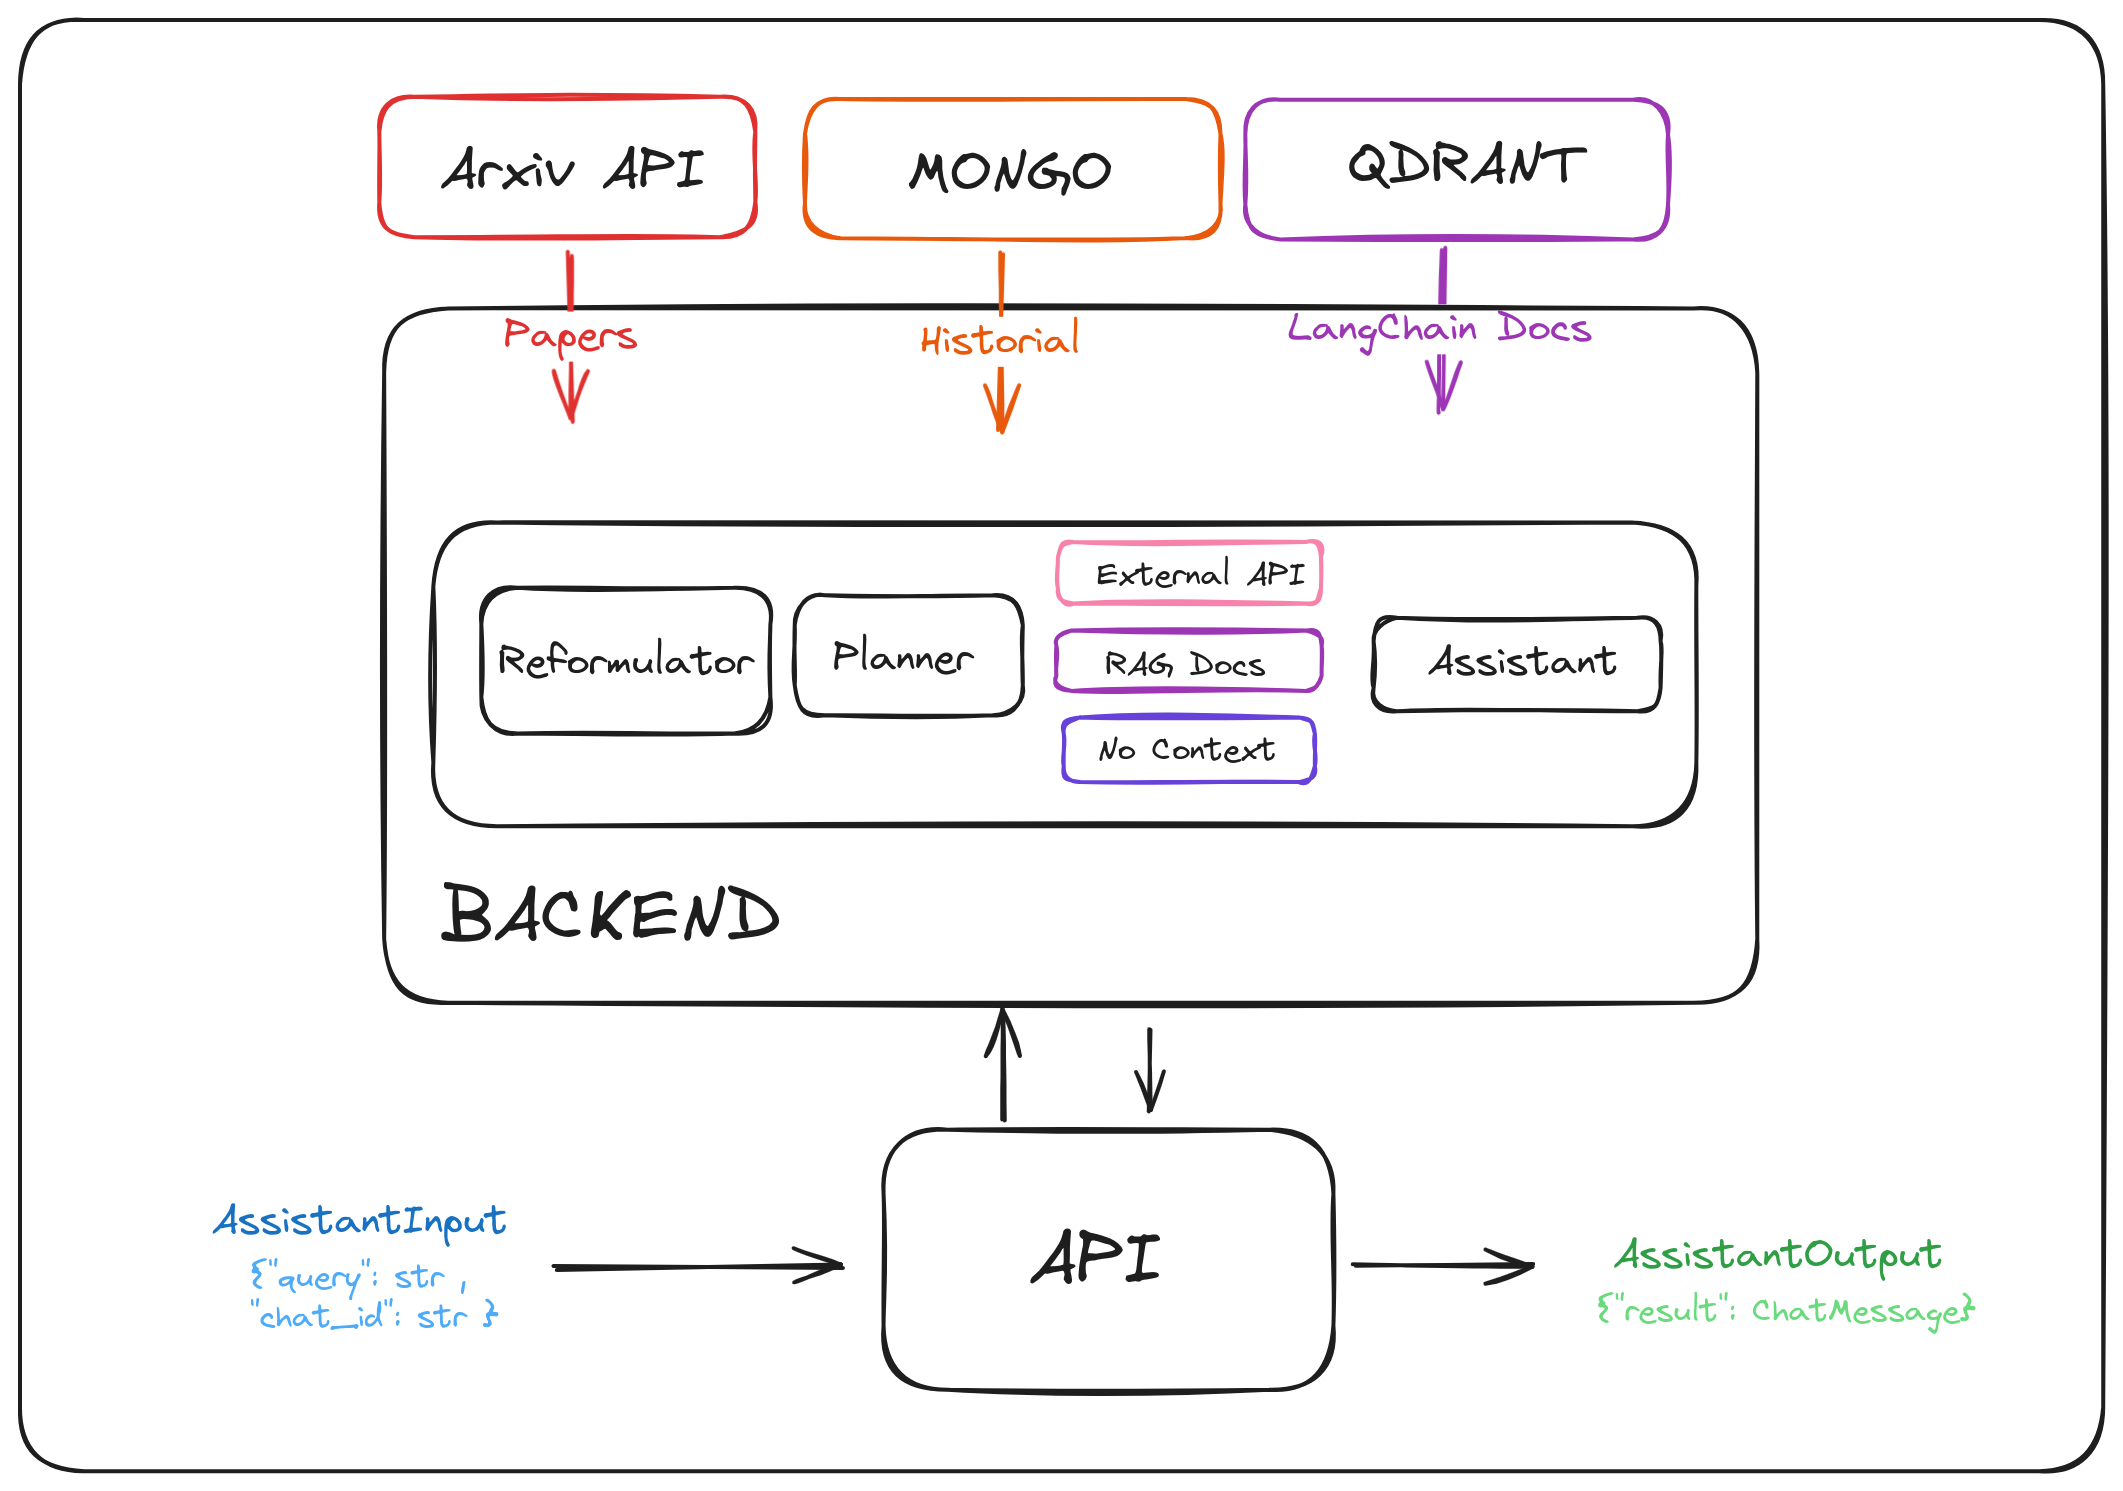 Arxiv API
MONGO
QDRANT
Papers
Historial
LangChain Docs
Reformulator
Planner
External API
RAG Docs
No Context
Assistant
BACKEND
API
AssistantInput
{"query": str ,
"chat_id": str }
AssistantOutput
{"result": ChatMessage}